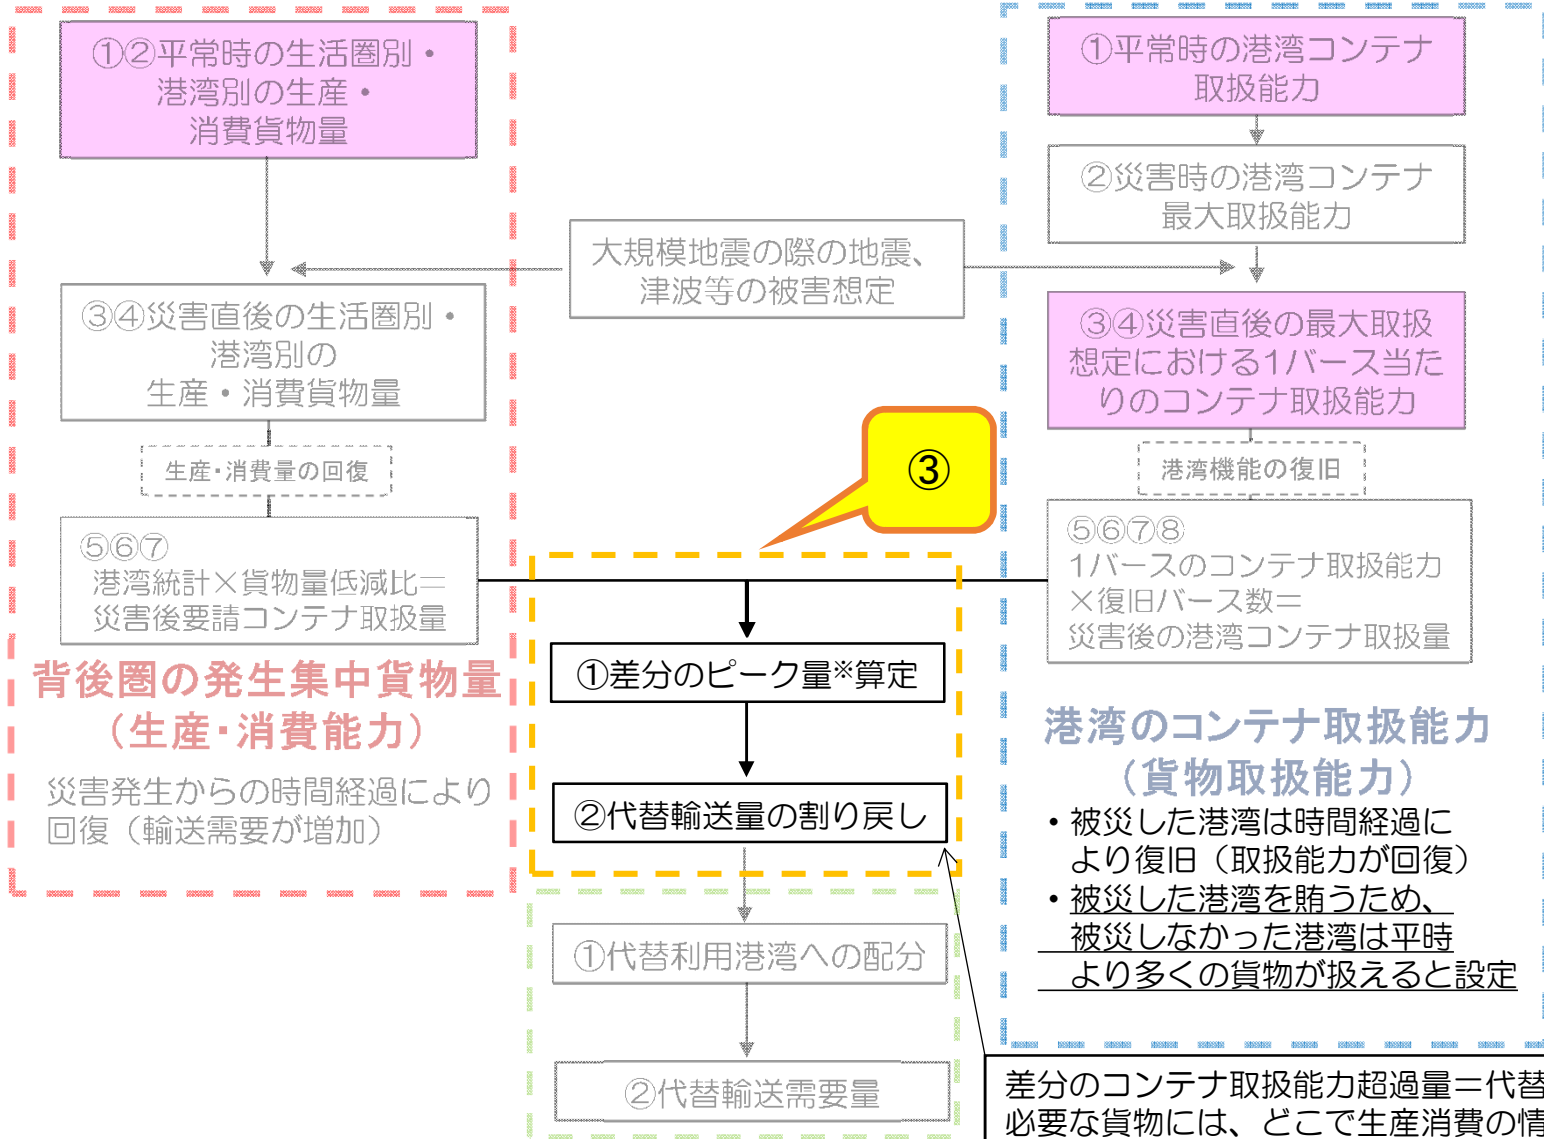 ①②平常時の生活圏別・
港湾別の生産・
消費貨物量
③④災害直後の生活圏別・
港湾別の
生産・消費貨物量
生産・消費量の回復
⑤⑥⑦
港湾統計×貨物量低減比＝
災害後要請コンテナ取扱量
背後圏の発生集中貨物量
（生産・消費能力）
災害発生からの時間経過により
回復（輸送需要が増加）
大規模地震の際の地震、
津波等の被害想定
③
①差分のピーク量※算定
②代替輸送量の割り戻し
①代替利用港湾への配分
②代替輸送需要量
①平常時の港湾コンテナ
取扱能力
②災害時の港湾コンテナ
最大取扱能力
③④災害直後の最大取扱
想定における1バース当た
りのコンテナ取扱能力
港湾機能の復旧
⑤⑥⑦⑧
1バースのコンテナ取扱能力
×復旧バース数＝
災害後の港湾コンテナ取扱量
港湾のコンテナ取扱能力
（貨物取扱能力）
・被災した港湾は時間経過に
より復旧（取扱能力が回復）
・被災した港湾を賄うため、
被災しなかった港湾は平時
より多くの貨物が扱えると設定
差分のコンテナ取扱能力超過量＝代替
必要な貨物には、どこで生産消費の情